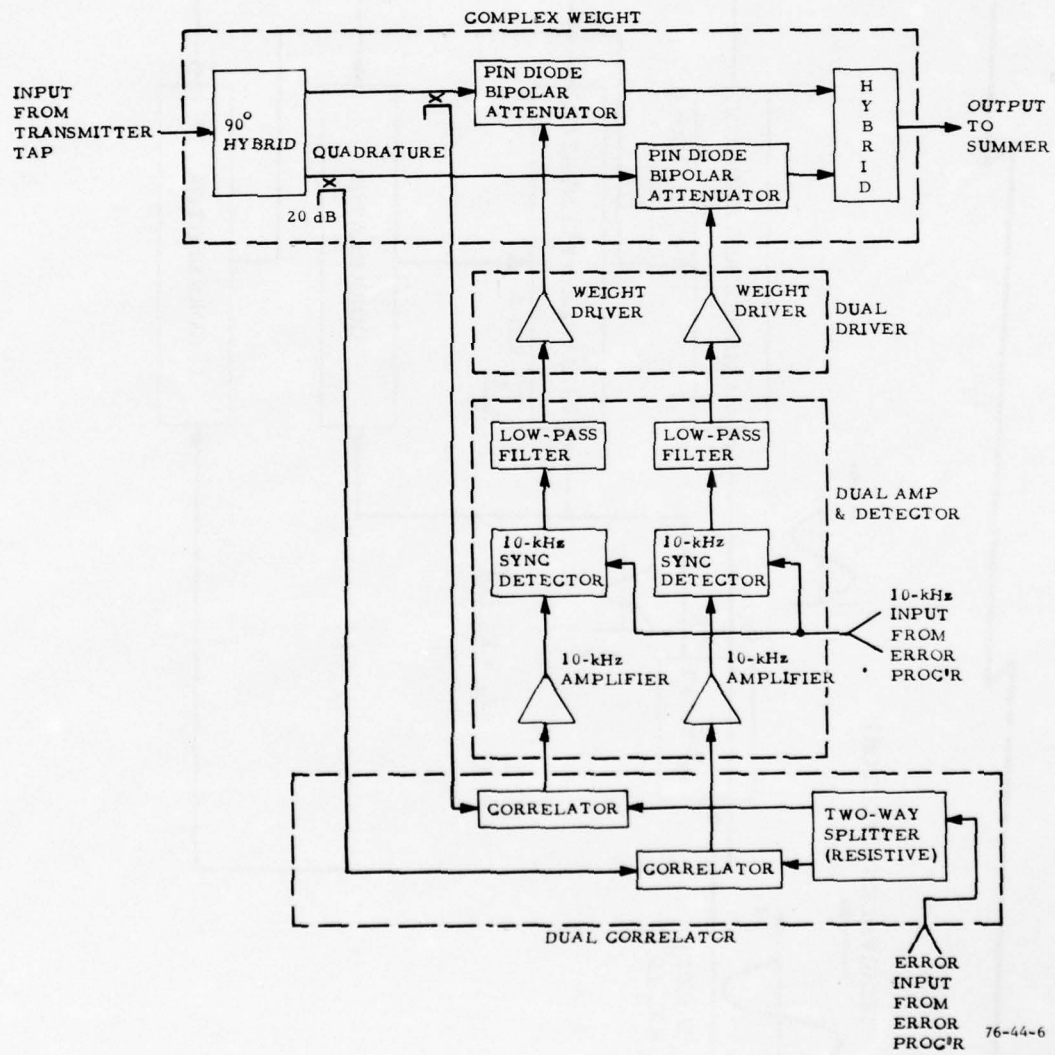 COMPLEX WEIGHT
INPUT
FROM
TRANSMITTER
TAP
90°
HYBRID
QUADRATURE
20 dB
PIN DIODE
BIPOLAR
ATTENUATOR
PIN DIODE
BIPOLAR
ATTENUATOR
H
Y
B
R
I
D
OUTPUT
TO
SUMMER
WEIGHT
DRIVER
WEIGHT
DRIVER
DUAL
DRIVER
LOW-PASS
FILTER
LOW-PASS
FILTER
DUAL AMP
& DETECTOR
10-kHz
SYNC
DETECTOR
10-kHz
SYNC
DETECTOR
10-kHz
INPUT
FROM
ERROR
PROC'R
10-kHz
AMPLIFIER
10-kHz
AMPLIFIER
CORRELATOR
CORRELATOR
TWO-WAY
SPLITTER
(RESISTIVE)
DUAL CORRELATOR
ERROR
INPUT
FROM
ERROR
PROC'R
76-44-6